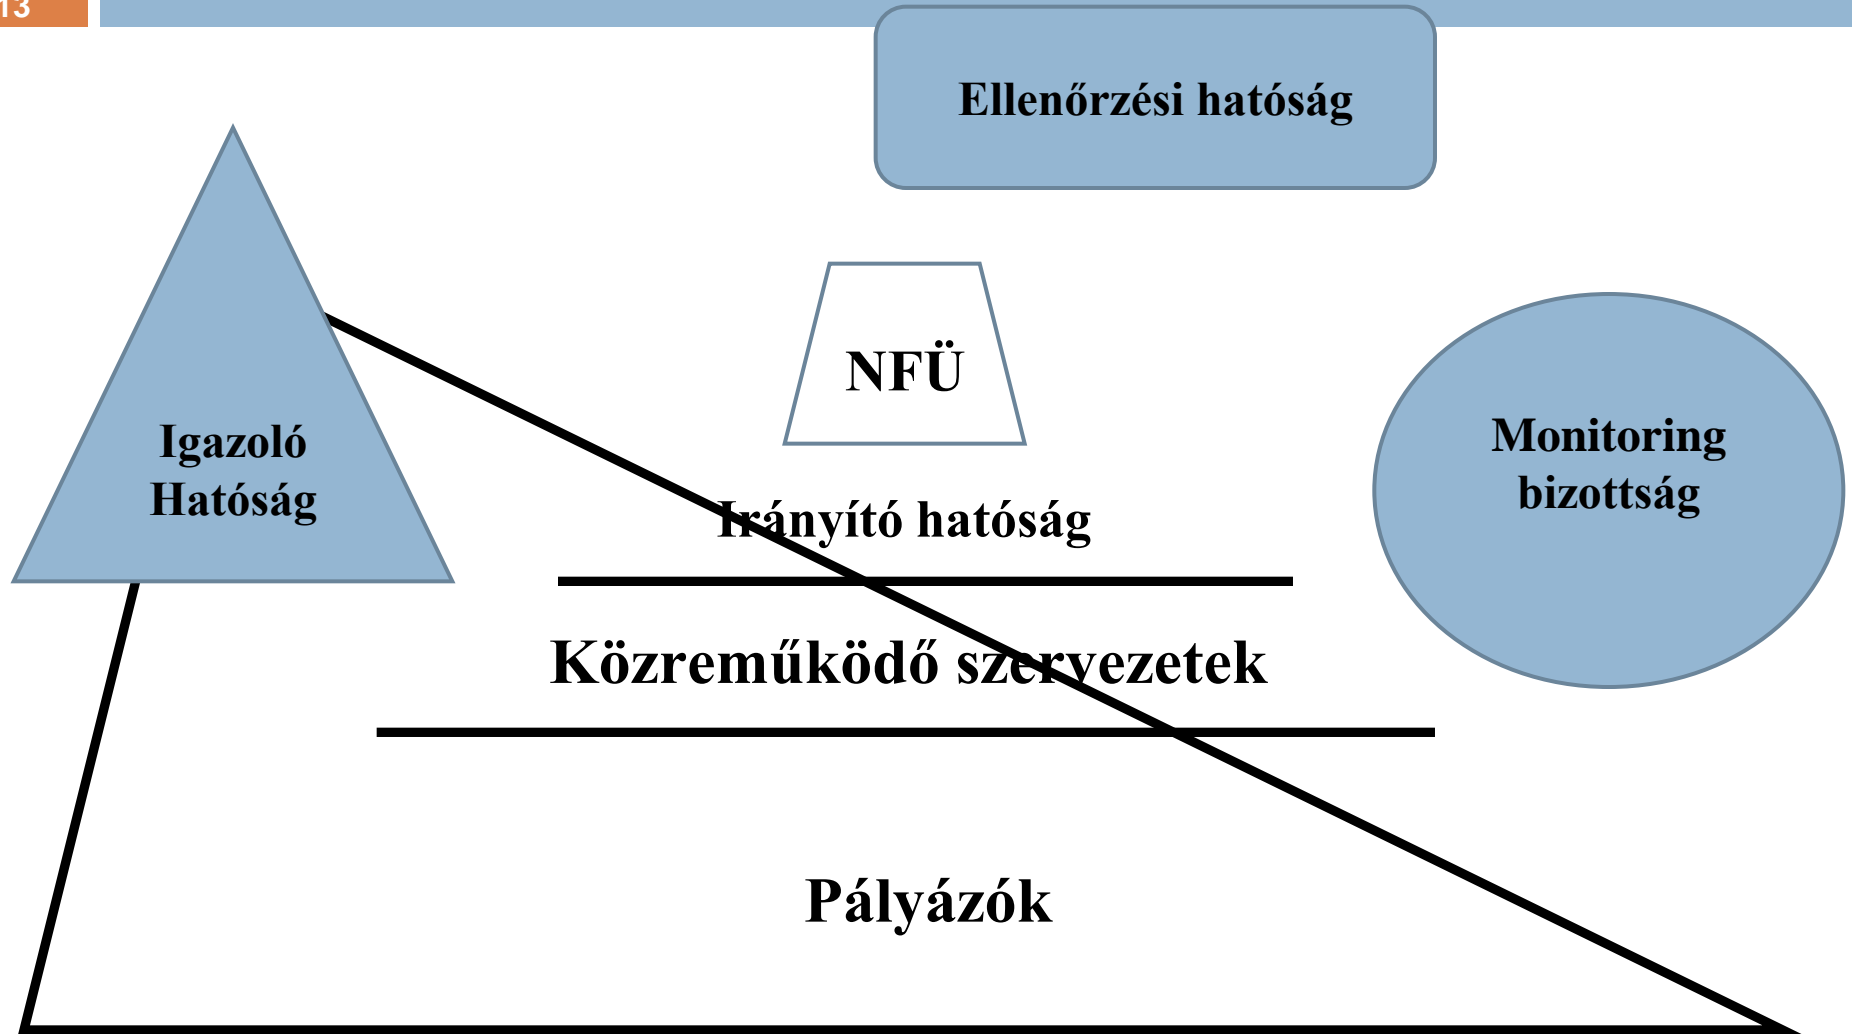 13
Ellenőrzési hatóság
NFÜ
Igazoló
Hatóság
Monitoring
bizottság
Irányító hatóság
Közreműködő szervezetek
Pályázók